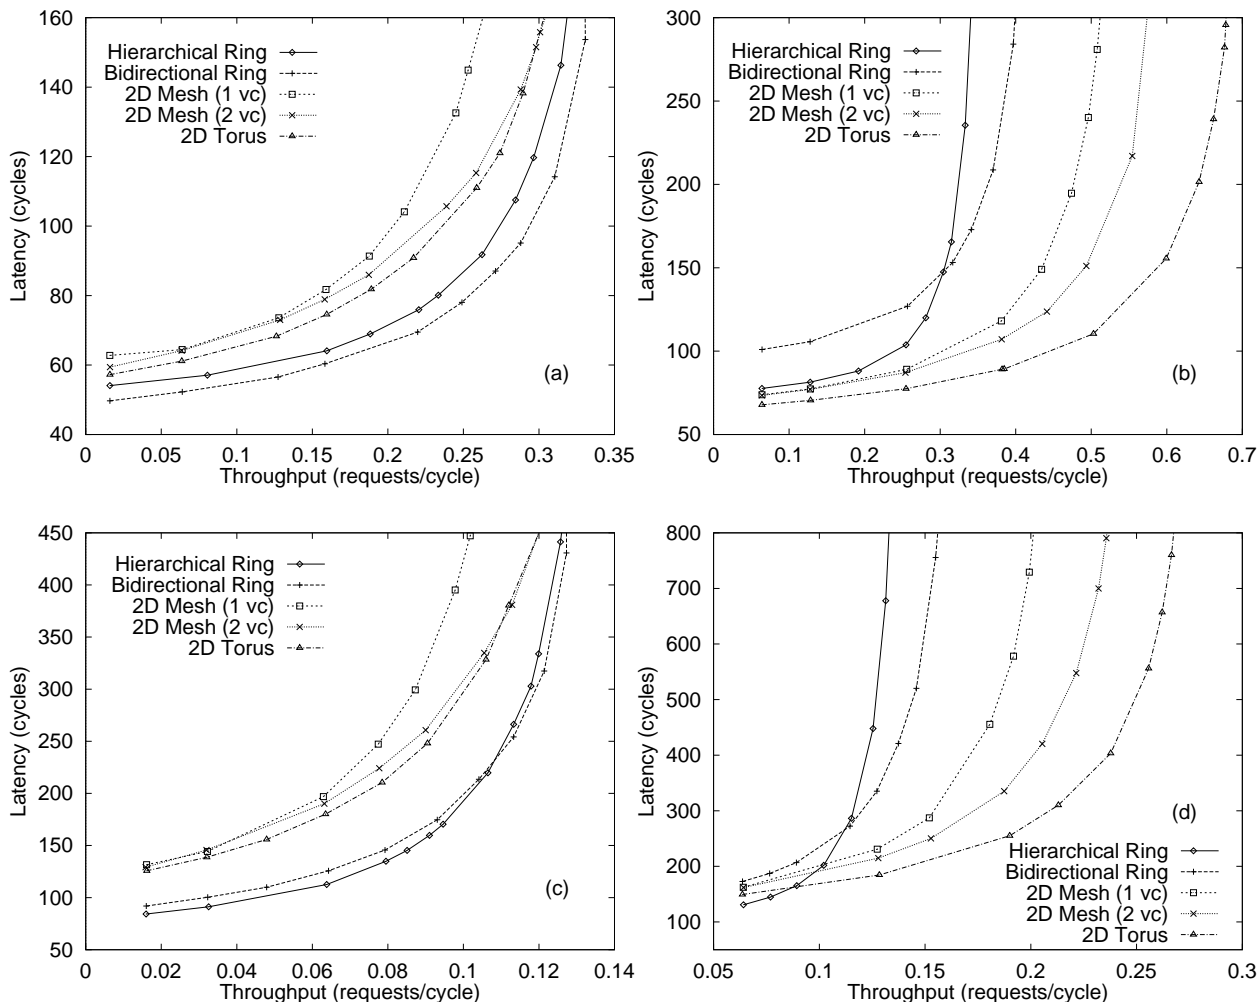 160
140
120
100
80
60
40
Latency (cycles)
Hierarchical Ring
Bidirectional Ring
2D Mesh (1 vc)
2D Mesh (2 vc)
2D Torus
(a)
0 0.05 0.1 0.15 0.2 0.25 0.3 0.35
Throughput (requests/cycle)
300
250
200
150
100
50
Latency (cycles)
Hierarchical Ring
Bidirectional Ring
2D Mesh (1 vc)
2D Mesh (2 vc)
2D Torus
(b)
0 0.1 0.2 0.3 0.4 0.5 0.6 0.7
Throughput (requests/cycle)
450
400
350
300
250
200
150
100
50
Latency (cycles)
Hierarchical Ring
Bidirectional Ring
2D Mesh (1 vc)
2D Mesh (2 vc)
2D Torus
(c)
0 0.02 0.04 0.06 0.08 0.1 0.12 0.14
Throughput (requests/cycle)
800
700
600
500
400
300
200
100
Latency (cycles)
(d)
Hierarchical Ring
Bidirectional Ring
2D Mesh (1 vc)
2D Mesh (2 vc)
2D Torus
0.05 0.1 0.15 0.2 0.25 0.3
Throughput (requests/cycle)